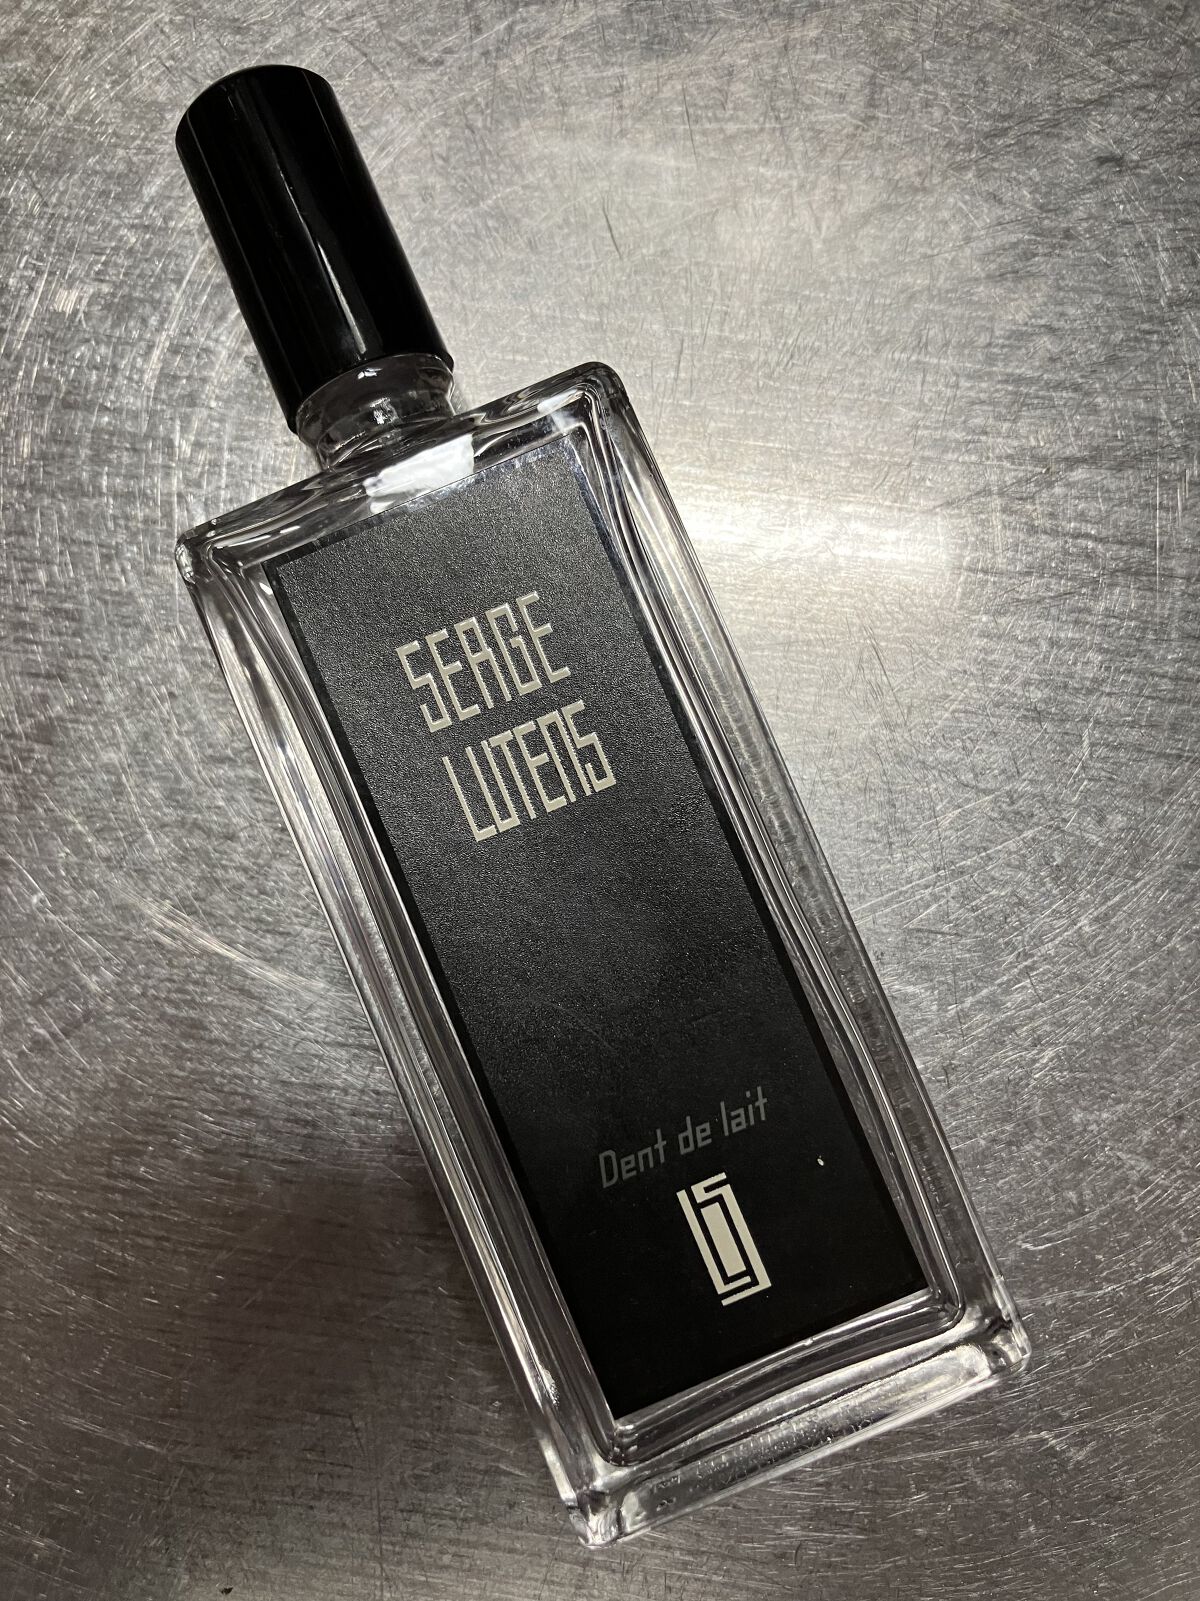 SERGE
LUTENS
Dent de lait